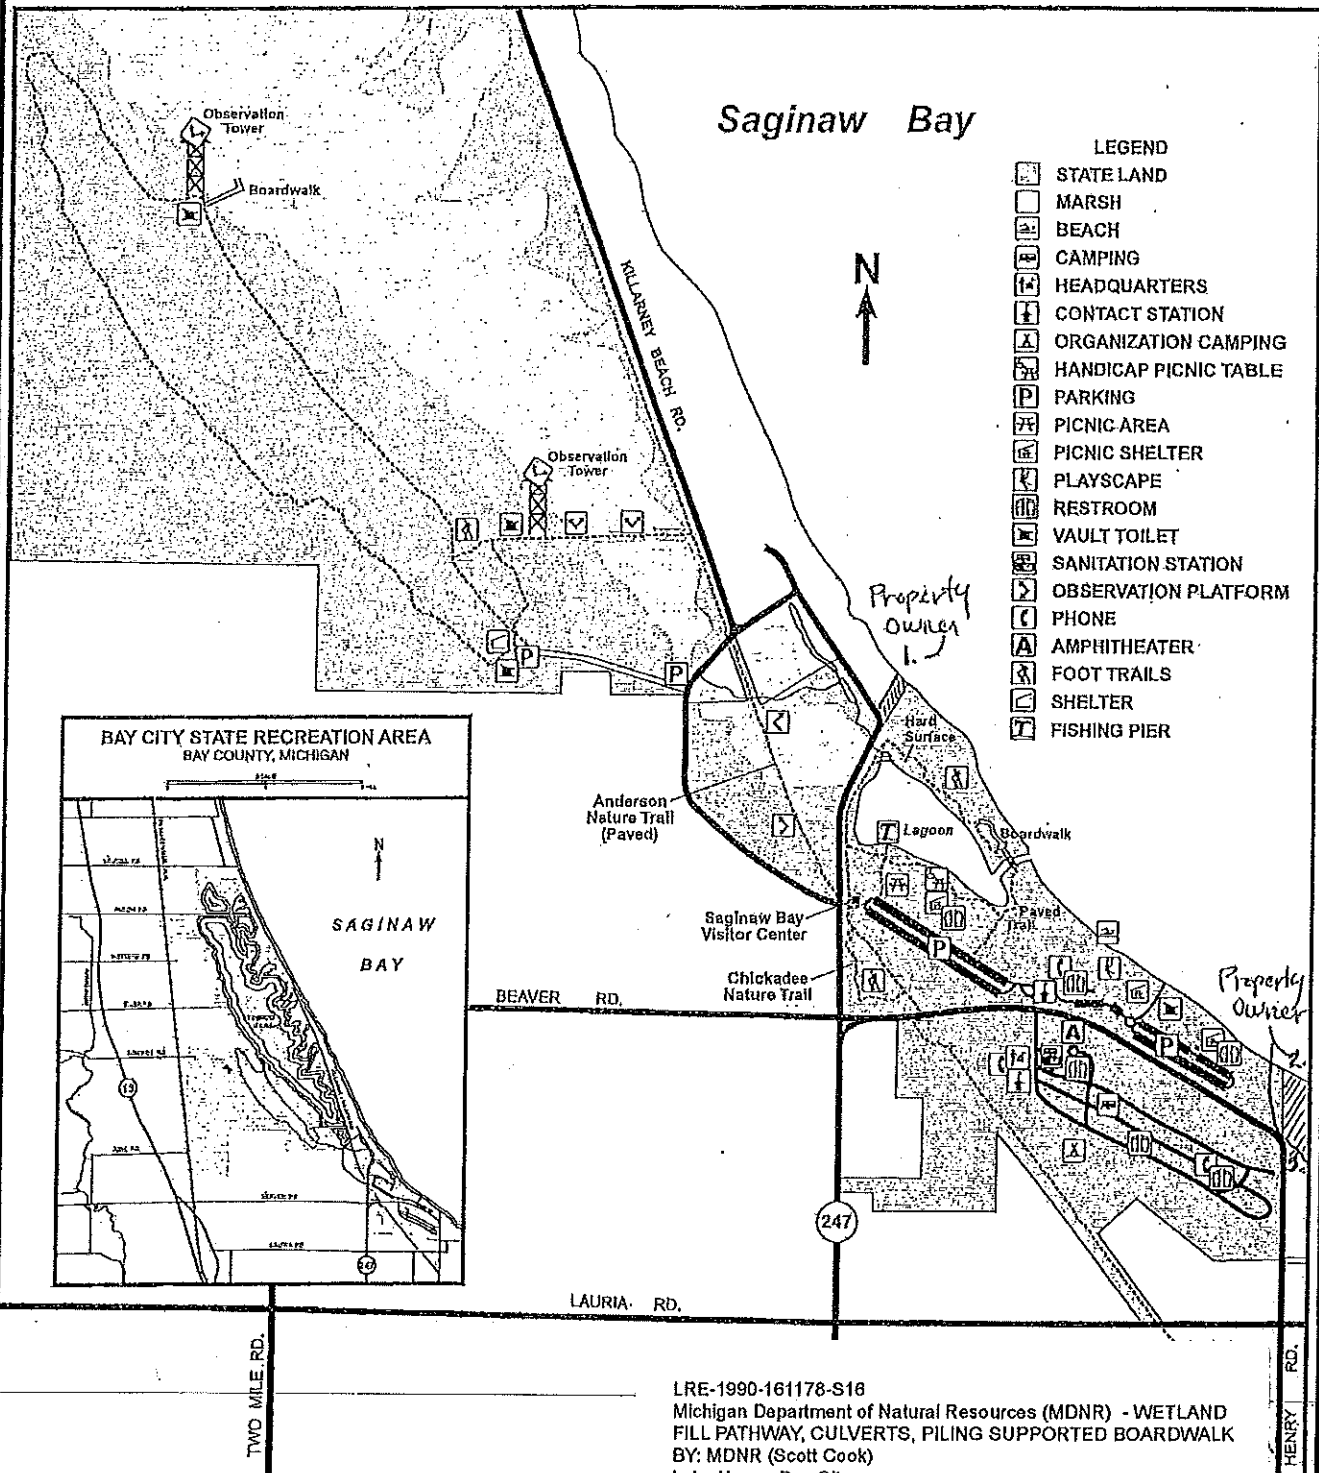 Saginaw Bay
Observation
Tower
Boardwalk
N
KILLARNEY BEACH RD.
LEGEND
STATE LAND
MARSH
BEACH
CAMPING
HEADQUARTERS
CONTACT STATION
ORGANIZATION CAMPING
HANDICAP PICNIC TABLE
P PARKING
PICNIC AREA
PICNIC SHELTER
PLAYSCAPE
RESTROOM
VAULT TOILET
SANITATION STATION
OBSERVATION PLATFORM
PHONE
A AMPHITHEATER
FOOT TRAILS
SHELTER
T FISHING PIER
Observation
Tower
Property
Owner
1.
P
P
Hard
Surface
Anderson
Nature Trail
(Paved)
T Lagoon
Boardwalk
Saginaw Bay
Visitor Center
Paved
Trail
P
Chickadee
Nature Trail
BEAVER RD.
Property
Owner
2.
A
P
3.
247
BAY CITY STATE RECREATION AREA
BAY COUNTY, MICHIGAN
SCALE
N
SAGINAW
BAY
13
247
LAURIA RD.
TWO MILE RD.
HENRY RD.
LRE-1990-161178-S16
Michigan Department of Natural Resources (MDNR) - WETLAND
FILL PATHWAY, CULVERTS, PILING SUPPORTED BOARDWALK
BY: MDNR (Scott Cook)